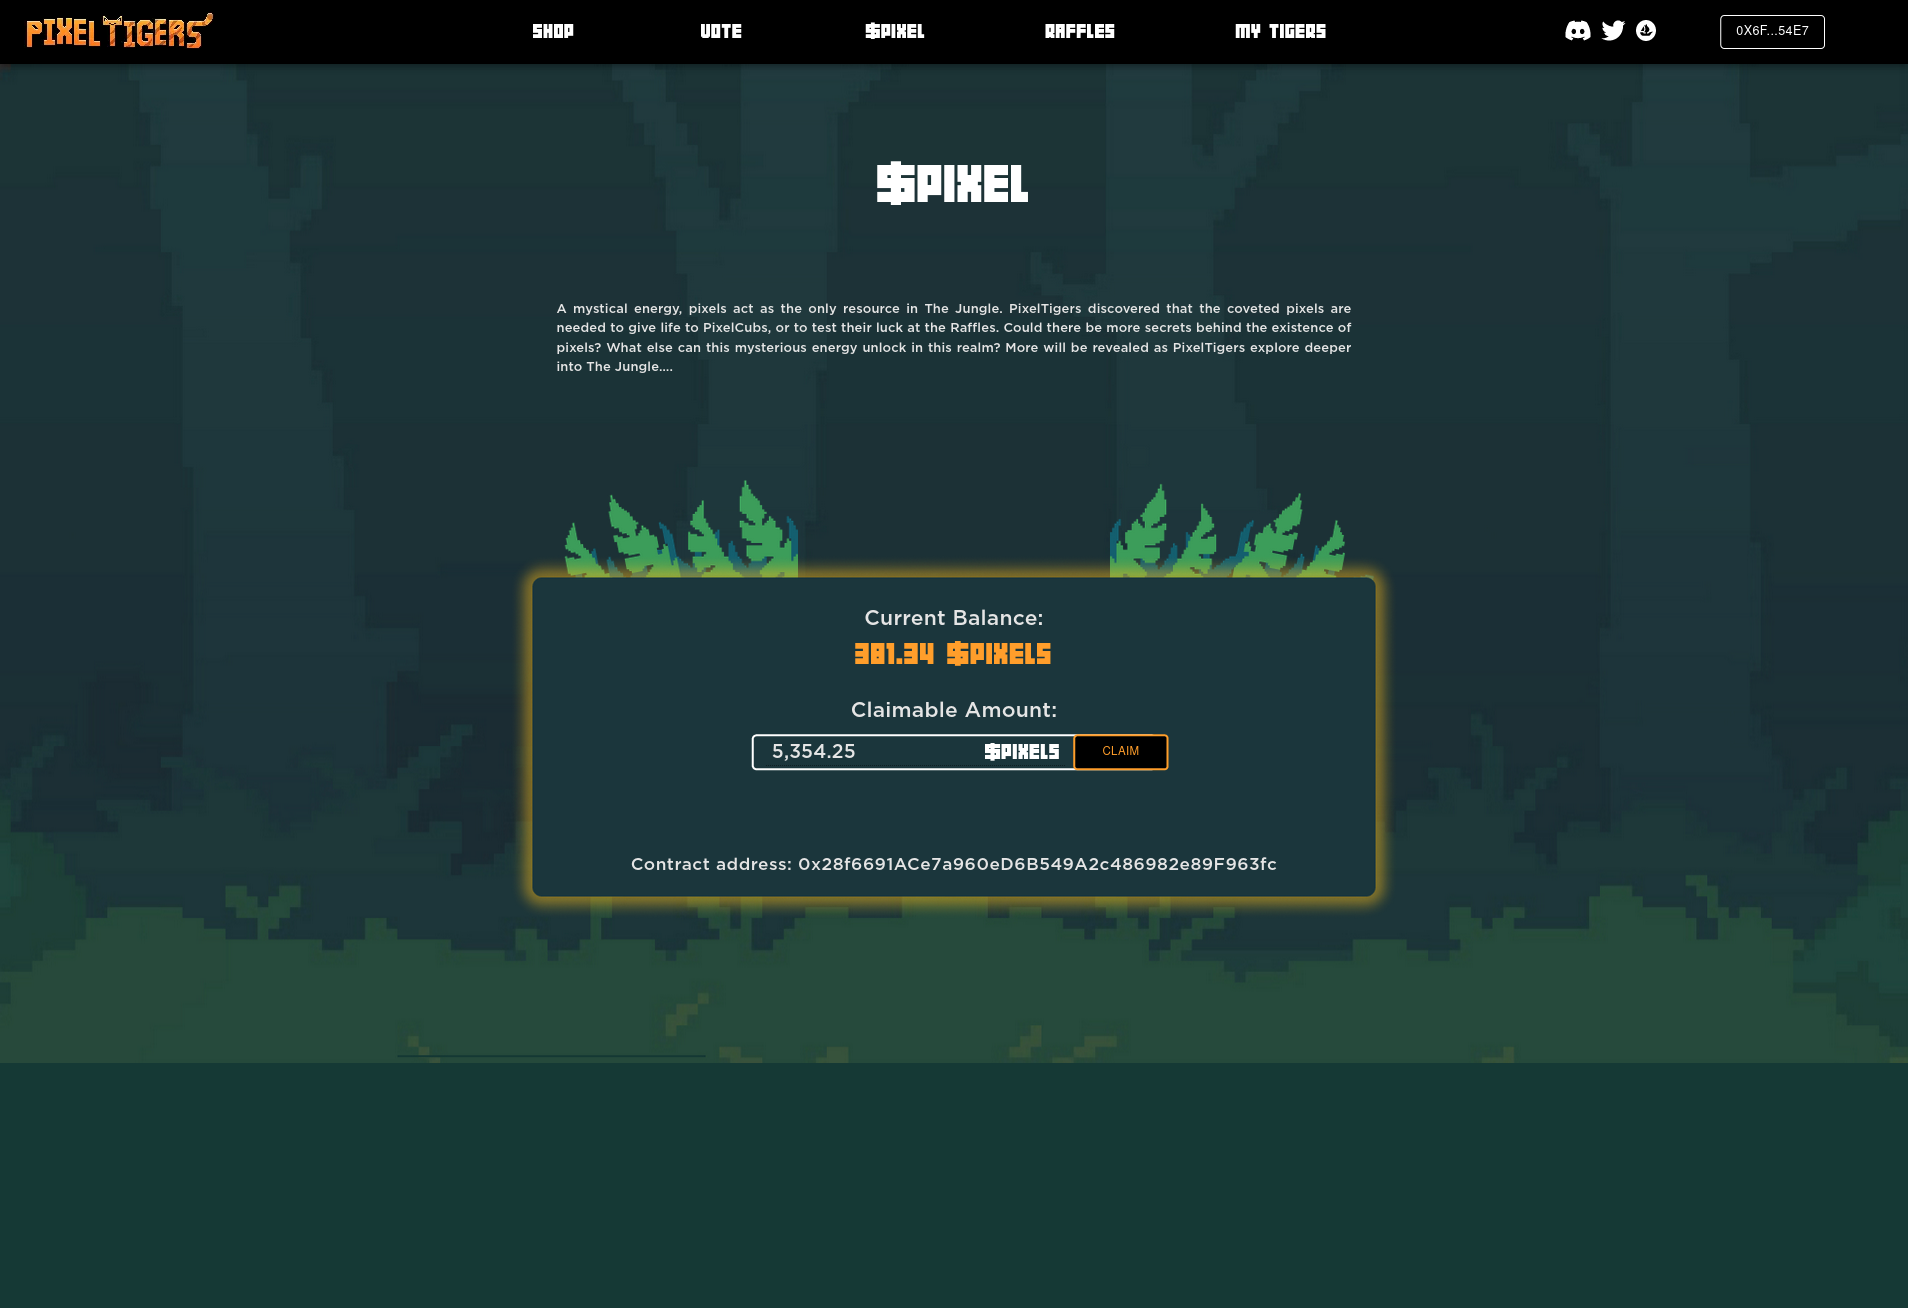 PIXELTIGERS
SHOP
VOTE
$PIXEL
RAFFLES
MY TIGERS
0X6F...54E7
$PIXEL
A mystical energy, pixels act as the only resource in The Jungle. PixelTigers discovered that the coveted pixels are
needed to give life to PixelCubs, or to test their luck at the Raffles. Could there be more secrets behind the existence of
pixels? What else can this mysterious energy unlock in this realm? More will be revealed as PixelTigers explore deeper
into The Jungle....
Current Balance:
381.34 $PIXELS
Claimable Amount:
5,354.25 $PIXELS CLAIM
Contract address: 0x28f6691ACe7a960eD6B549A2c486982e89F963fc